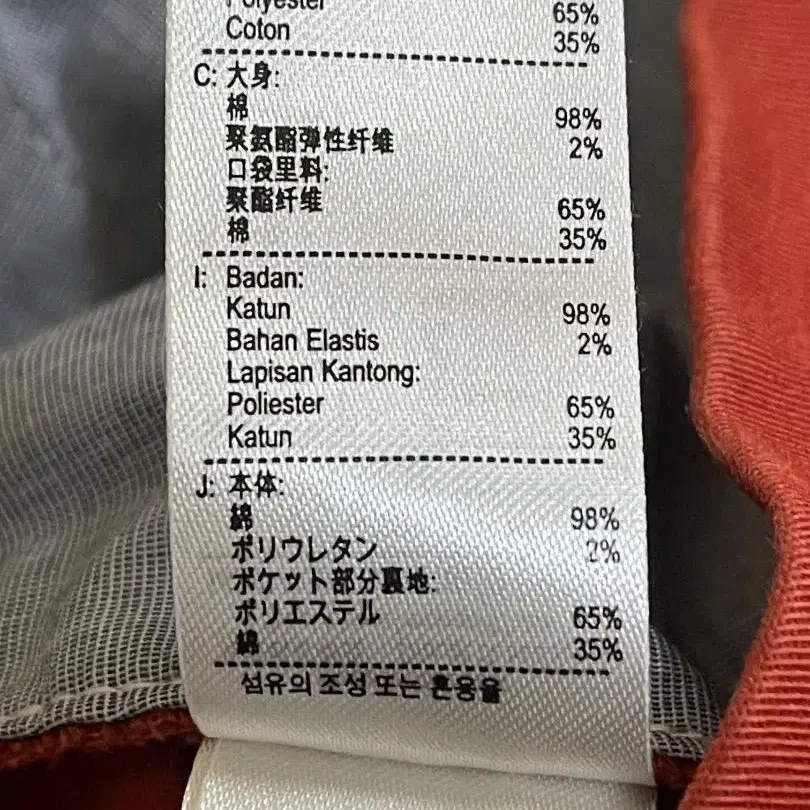 Polyester 65%
Coton 35%
C: 大身:
棉 98%
聚氨酯弹性纤维 2%
口袋里料:
聚酯纤维 65%
棉 35%
I: Badan:
Katun 98%
Bahan Elastis 2%
Lapisan Kantong:
Poliester 65%
Katun 35%
J: 本体:
綿 98%
ポリウレタン 2%
ポケット部分裏地:
ポリエステル 65%
綿 35%
섬유의 조성 또는 혼용율